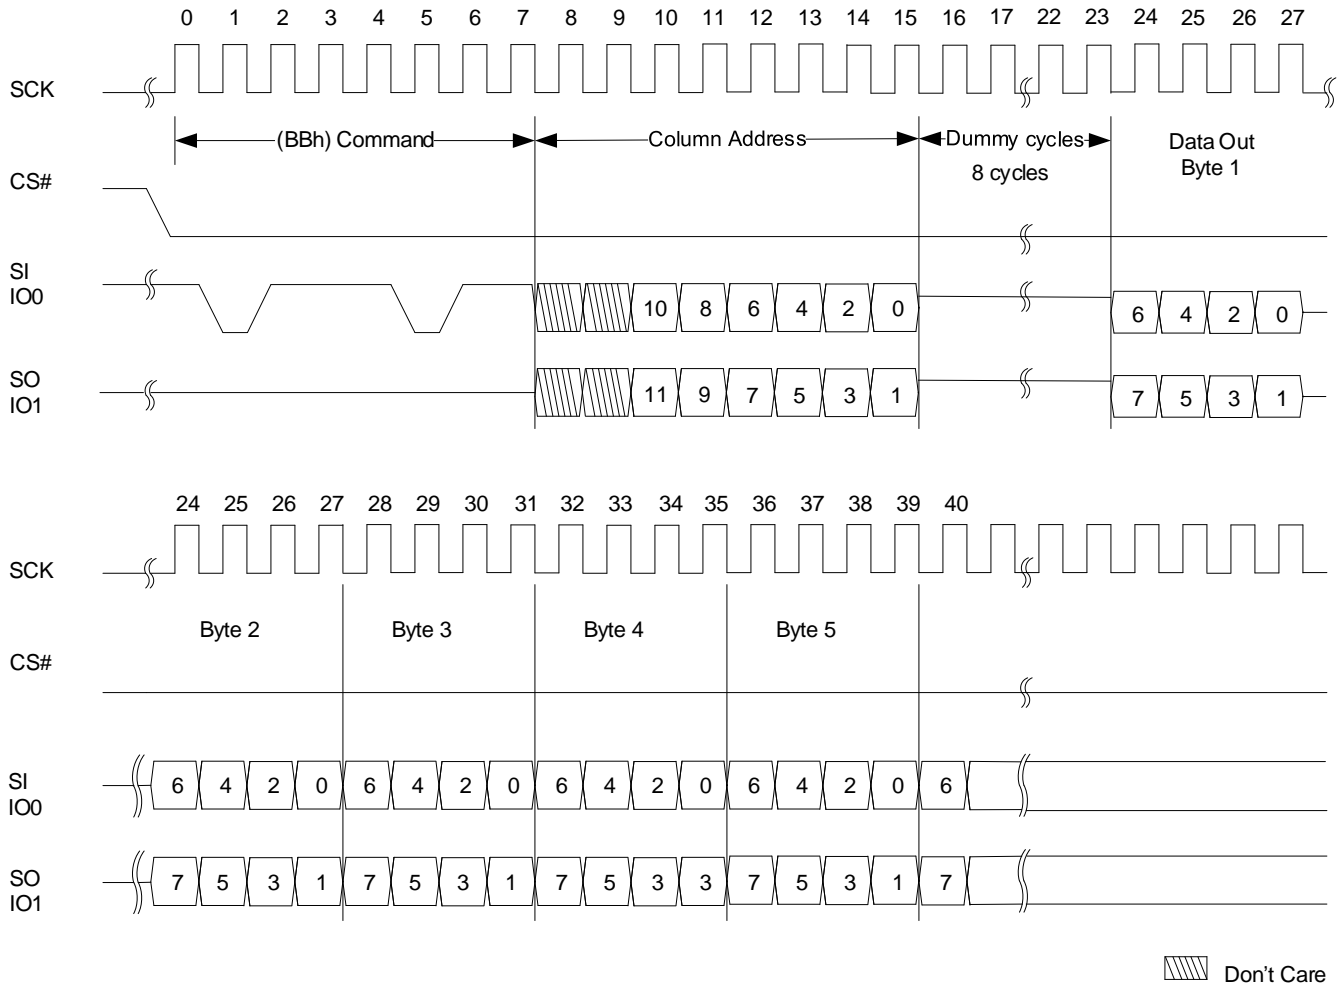 0 1 2 3 4 5 6 7 8 9 10 11 12 13 14 15 16 17 22 23 24 25 26 27
SCK
(BBh) Command Column Address Dummy cycles Data Out
8 cycles Byte 1
CS#
SI
IO0
10 8 6 4 2 0 6 4 2 0
SO
IO1
11 9 7 5 3 1 7 5 3 1
24 25 26 27 28 29 30 31 32 33 34 35 36 37 38 39 40
SCK
Byte 2 Byte 3 Byte 4 Byte 5
CS#
SI
IO0
6 4 2 0 6 4 2 0 6 4 2 0 6 4 2 0 6
SO
IO1
7 5 3 1 7 5 3 1 7 5 3 3 7 5 3 1 7
Don't Care